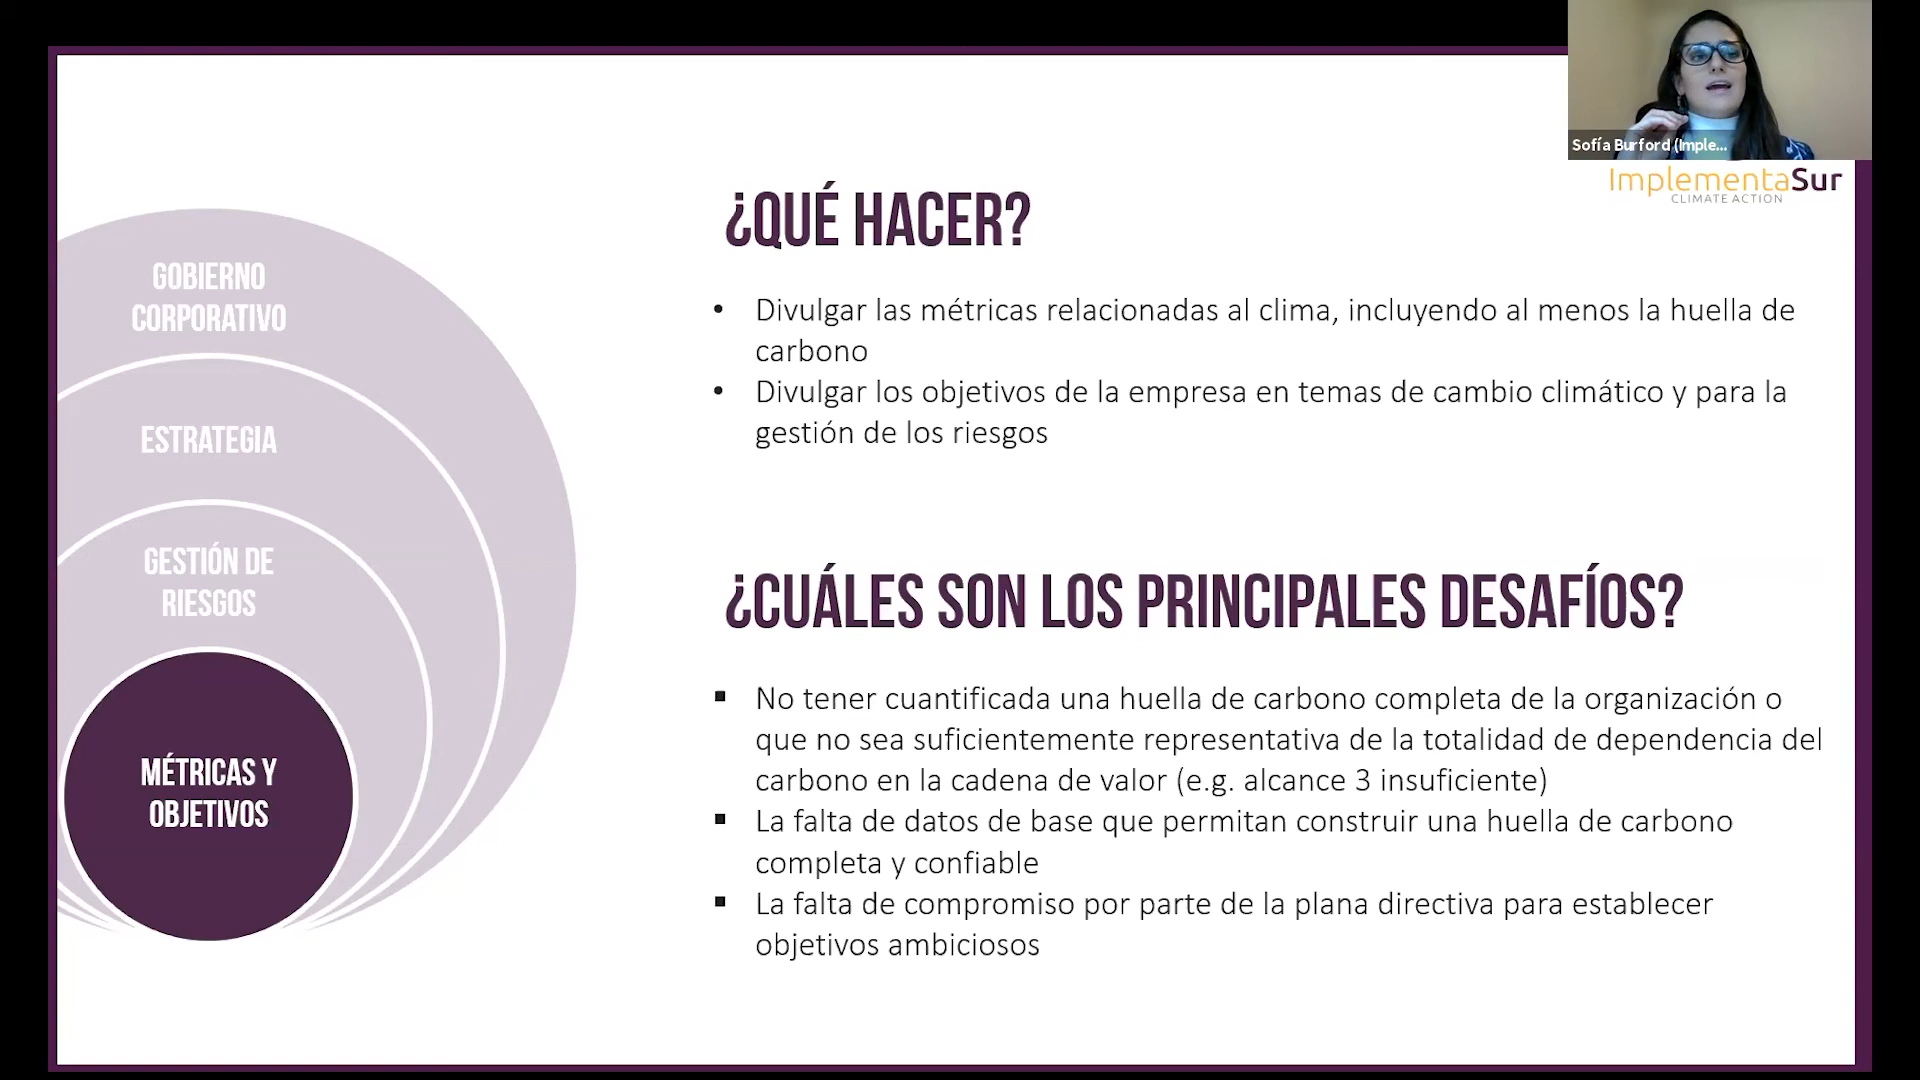 Sofía Burford (Imple...
ImplementaSur
CLIMATE ACTION
GOBIERNO
CORPORATIVO
ESTRATEGIA
GESTIÓN DE
RIESGOS
MÉTRICAS Y
OBJETIVOS
¿QUÉ HACER?
• Divulgar las métricas relacionadas al clima, incluyendo al menos la huella de
carbono
• Divulgar los objetivos de la empresa en temas de cambio climático y para la
gestión de los riesgos
¿CUÁLES SON LOS PRINCIPALES DESAFÍOS?
▪ No tener cuantificada una huella de carbono completa de la organización o
que no sea suficientemente representativa de la totalidad de dependencia del
carbono en la cadena de valor (e.g. alcance 3 insuficiente)
▪ La falta de datos de base que permitan construir una huella de carbono
completa y confiable
▪ La falta de compromiso por parte de la plana directiva para establecer
objetivos ambiciosos